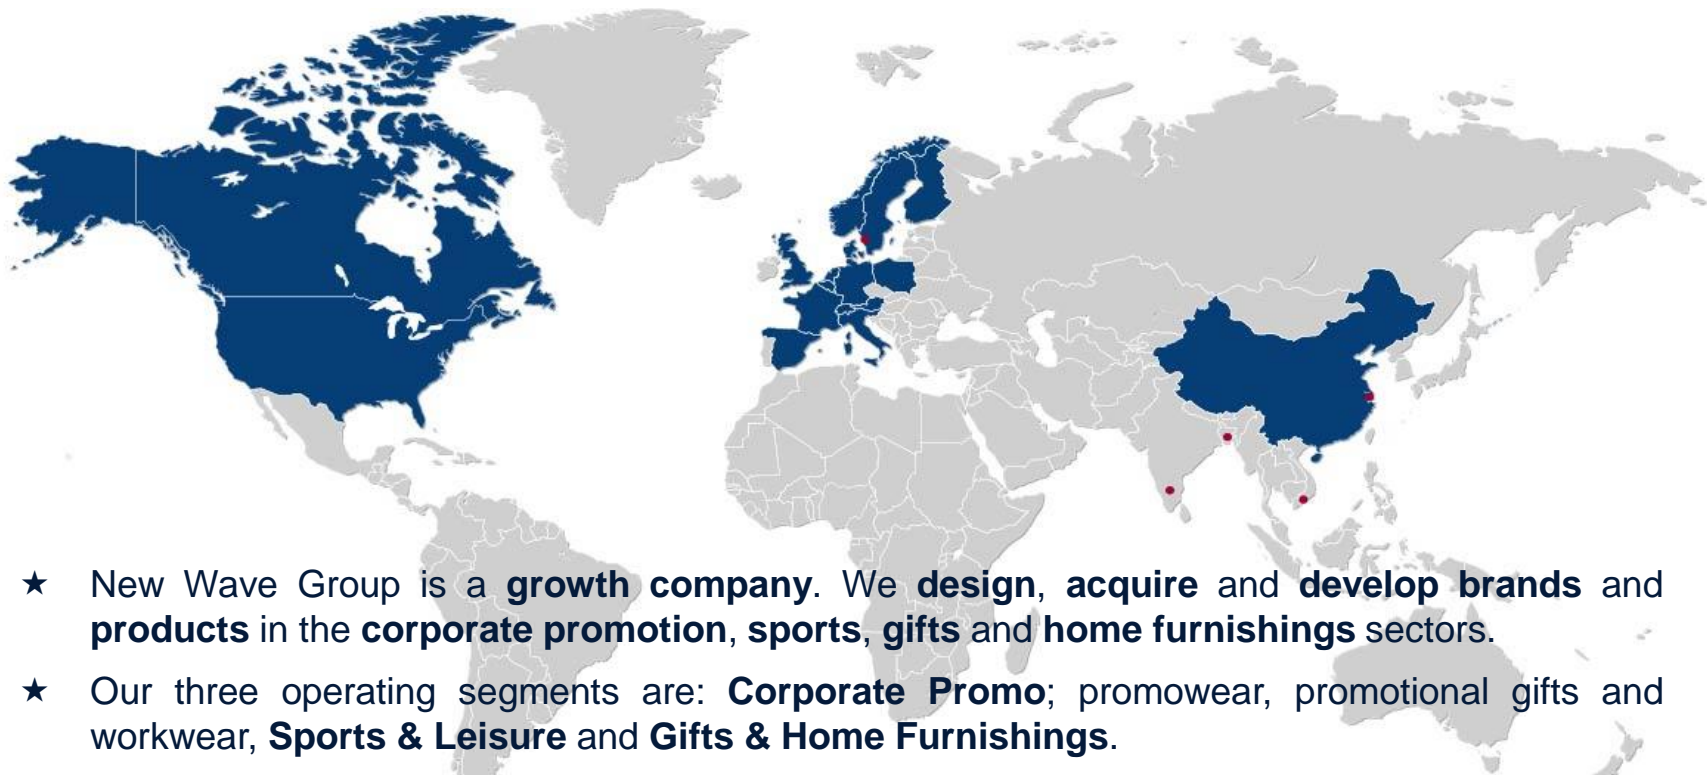 ★ New Wave Group is a growth company. We design, acquire and develop brands and
products in the corporate promotion, sports, gifts and home furnishings sectors.
★ Our three operating segments are: Corporate Promo; promowear, promotional gifts and
workwear, Sports & Leisure and Gifts & Home Furnishings.